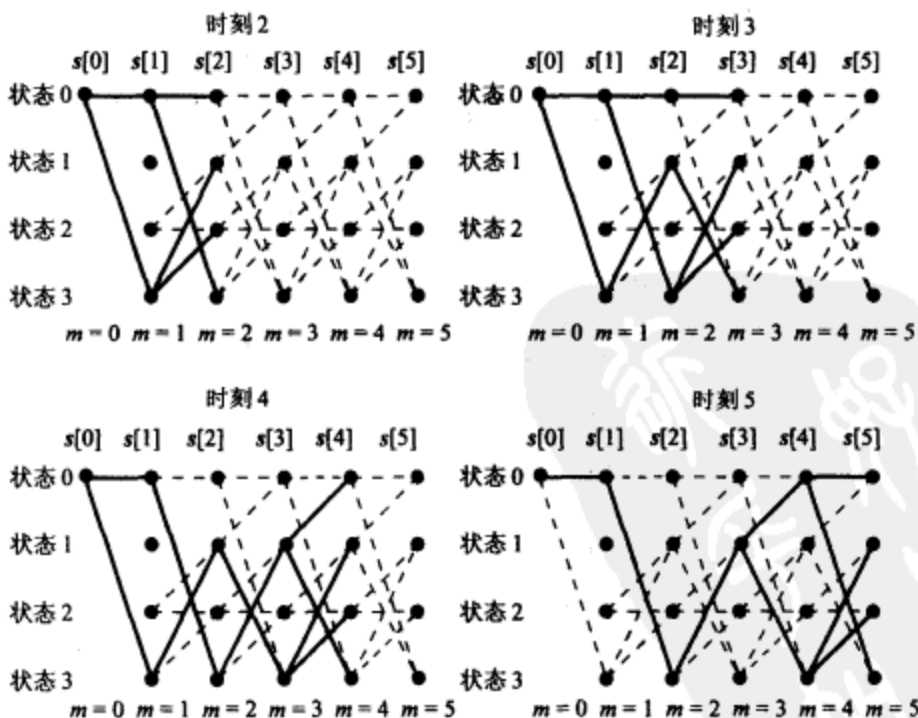 时刻2
s[0] s[1] s[2] s[3] s[4] s[5]
状态0
状态1
状态2
状态3
m=0 m=1 m=2 m=3 m=4 m=5
时刻3
s[0] s[1] s[2] s[3] s[4] s[5]
状态0
状态1
状态2
状态3
m=0 m=1 m=2 m=3 m=4 m=5
时刻4
s[0] s[1] s[2] s[3] s[4] s[5]
状态0
状态1
状态2
状态3
m=0 m=1 m=2 m=3 m=4 m=5
时刻5
s[0] s[1] s[2] s[3] s[4] s[5]
状态0
状态1
状态2
状态3
m=0 m=1 m=2 m=3 m=4 m=5